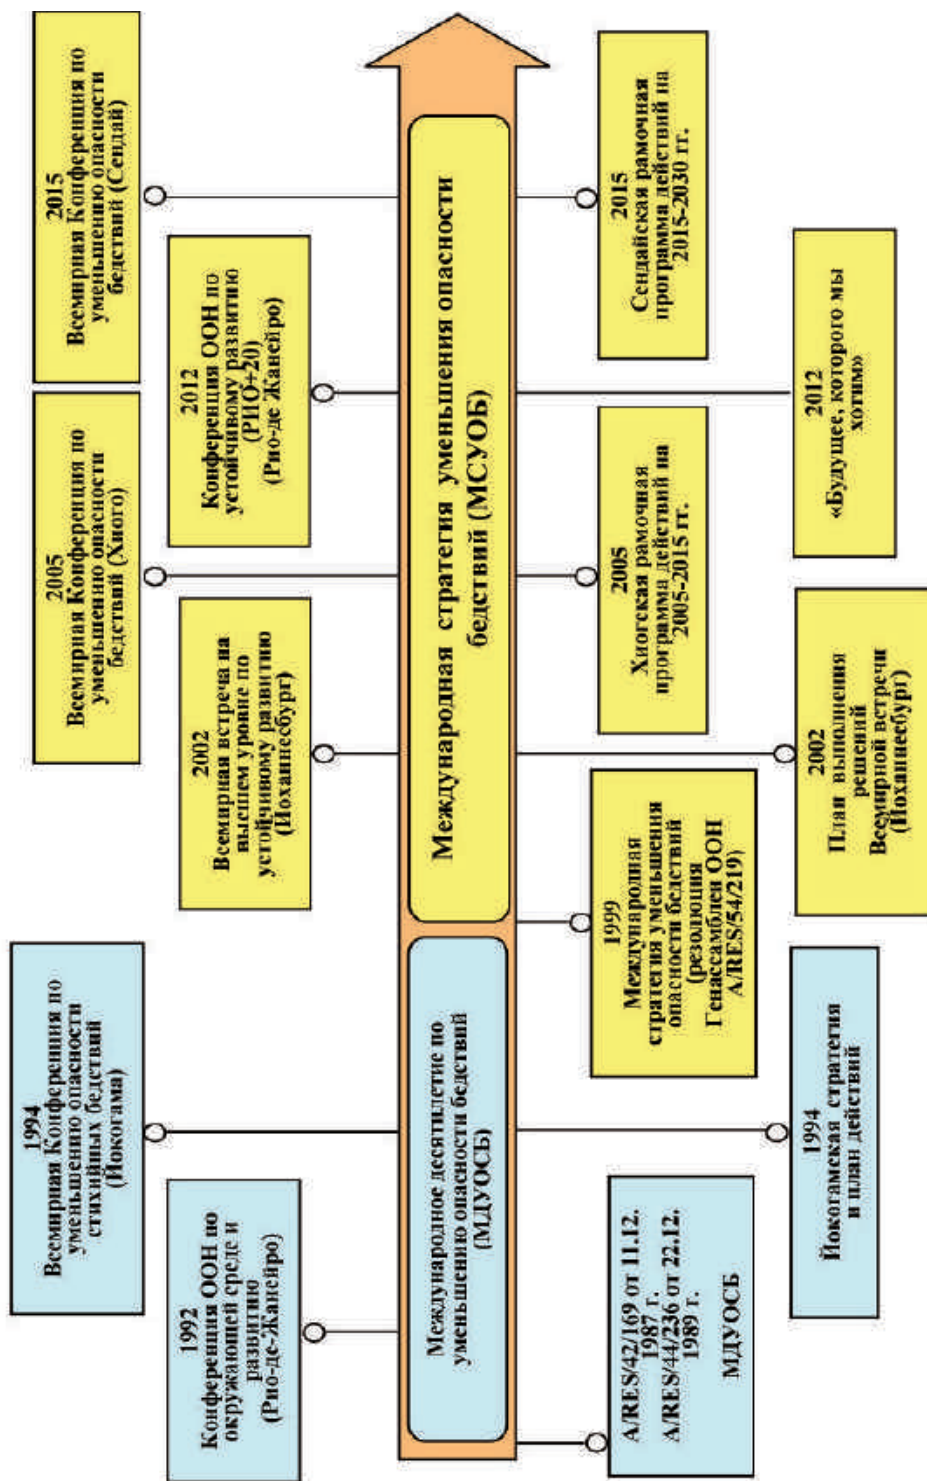 1992
Конференция ООН по
окружающей среде и
развитию
(Рио-де-Жанейро)
1994
Всемирная Конференция по
уменьшению опасности
стихийных бедствий
(Йокогама)
2002
Всемирная встреча на
высшем уровне по
устойчивому развитию
(Йоханнесбург)
2005
Всемирная Конференция по
уменьшению опасности
бедствий (Хиого)
2012
Конференция ООН по
устойчивому развитию
(РИО+20)
(Рио-де Жанейро)
2015
Всемирная Конференция по
уменьшению опасности
бедствий (Сендай)
Международное десятилетие по
уменьшению опасности бедствий
(МДУОСБ)
Международная стратегия уменьшения опасности
бедствий (МСУОБ)
A/RES/42/169 от 11.12.
1987 г.
A/RES/44/236 от 22.12.
1989 г.
МДУОСБ
1994
Йокогамская стратегия
и план действий
1999
Международная
стратегия уменьшения
опасности бедствий
(резолюция
Генассамблеи ООН
A/RES/54/219)
2002
План выполнения
решений
Всемирной встречи
(Йоханнесбург)
2005
Хиогская рамочная
программа действий на
2005-2015 гг.
2012
«Будущее, которого мы
хотим»
2015
Сендайская рамочная
программа действий на
2015-2030 гг.